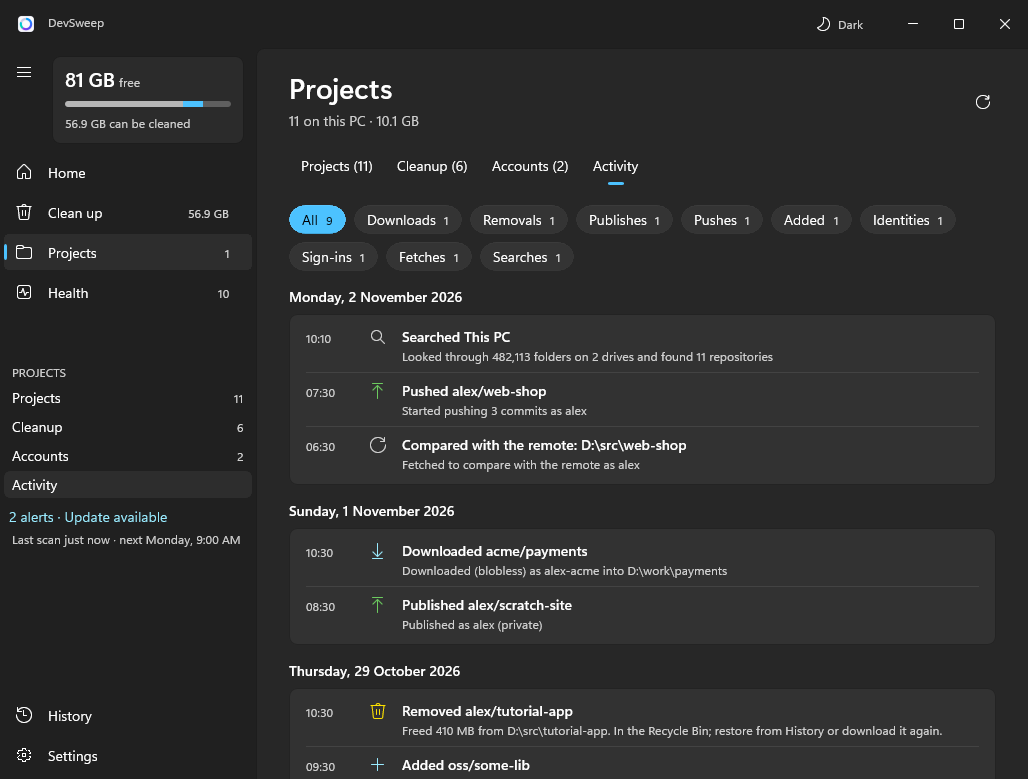 DevSweep
Dark
81 GB free
56.9 GB can be cleaned
Home
Clean up 56.9 GB
Projects 1
Health 10
PROJECTS
Projects 11
Cleanup 6
Accounts 2
Activity
2 alerts · Update available
Last scan just now · next Monday, 9:00 AM
History
Settings
Projects
11 on this PC · 10.1 GB
Projects (11) Cleanup (6) Accounts (2) Activity
All 9 Downloads 1 Removals 1 Publishes 1 Pushes 1 Added 1 Identities 1
Sign-ins 1 Fetches 1 Searches 1
Monday, 2 November 2026
10:10 Searched This PC
Looked through 482,113 folders on 2 drives and found 11 repositories
07:30 Pushed alex/web-shop
Started pushing 3 commits as alex
06:30 Compared with the remote: D:\src\web-shop
Fetched to compare with the remote as alex
Sunday, 1 November 2026
10:30 Downloaded acme/payments
Downloaded (blobless) as alex-acme into D:\work\payments
08:30 Published alex/scratch-site
Published as alex (private)
Thursday, 29 October 2026
10:30 Removed alex/tutorial-app
Freed 410 MB from D:\src\tutorial-app. In the Recycle Bin; restore from History or download it again.
09:30 Added oss/some-lib